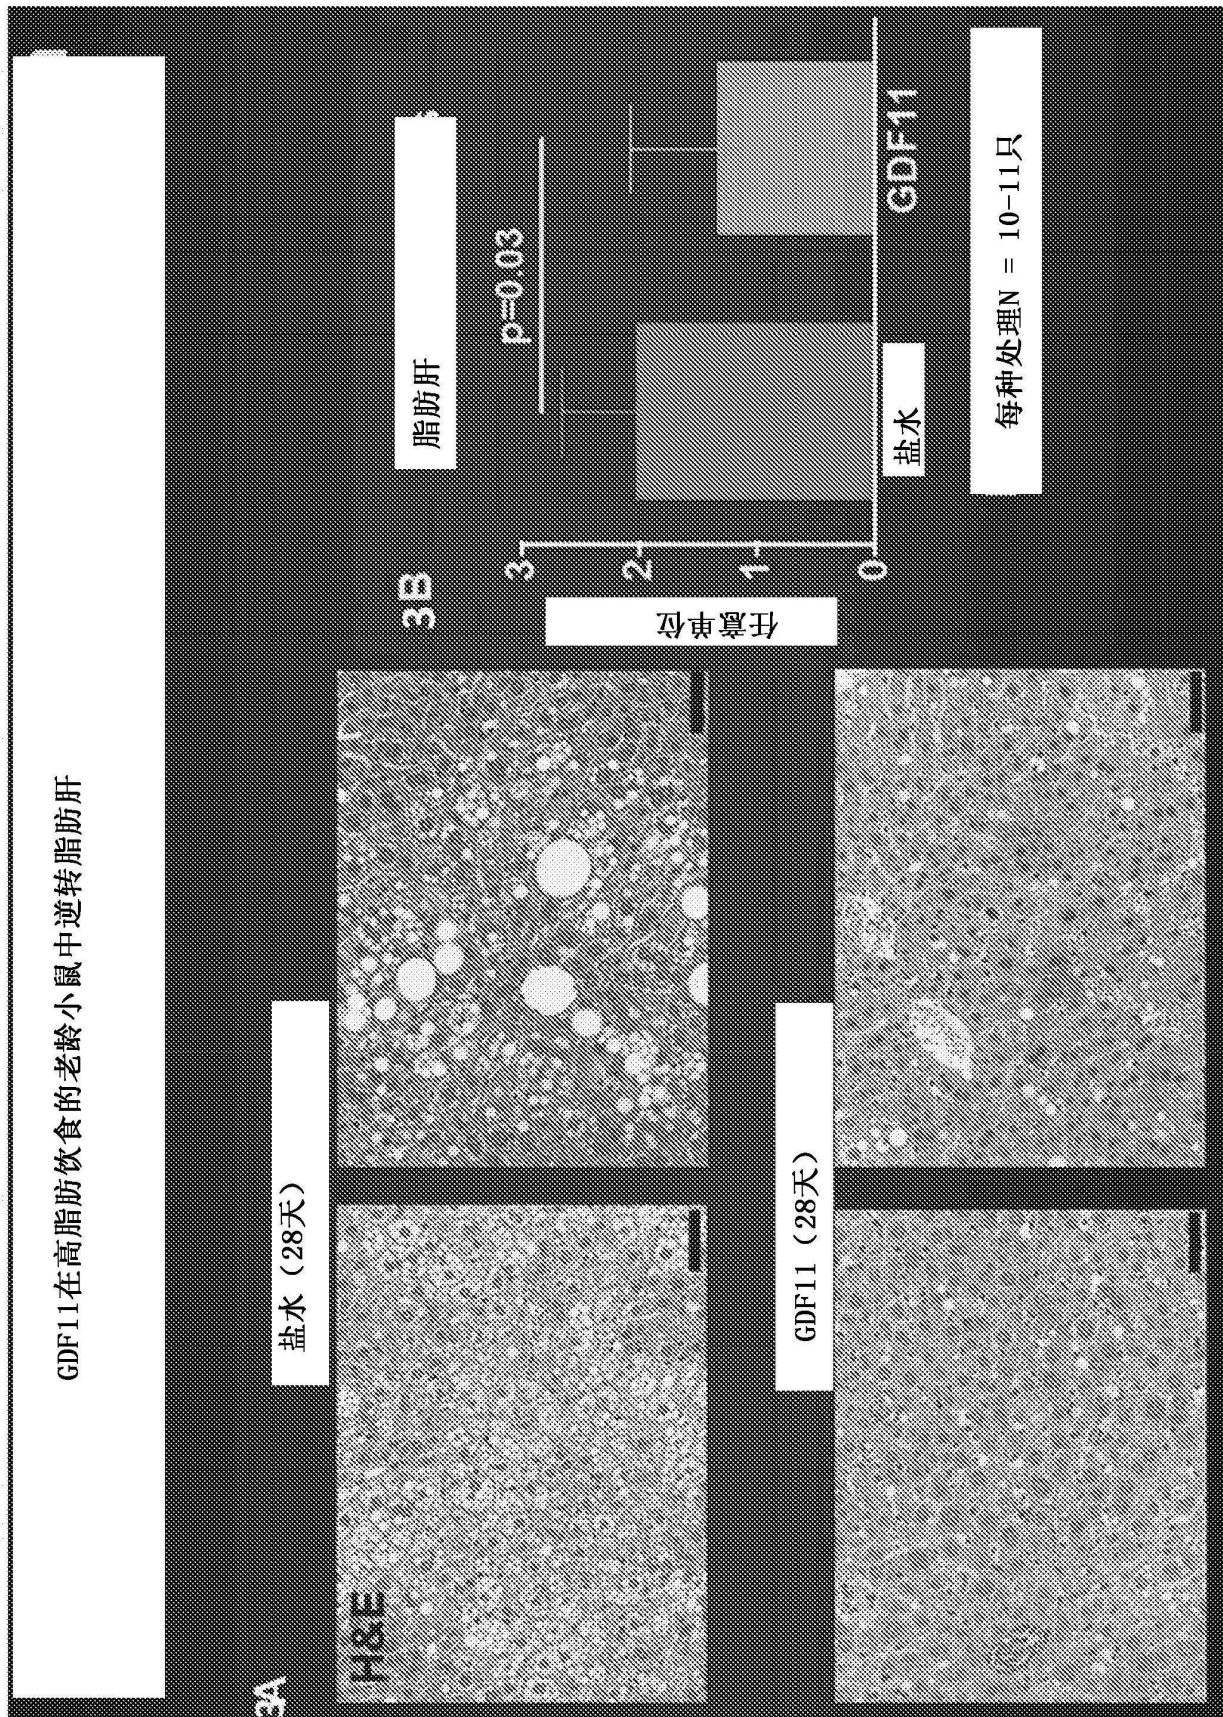 GDF11在高脂肪饮食的老龄小鼠中逆转脂肪肝
3A
盐水（28天）
H&E
GDF11（28天）
3B
脂肪肝
p=0.03
任意单位
3
2
1
0
盐水
GDF11
每种处理N = 10-11只